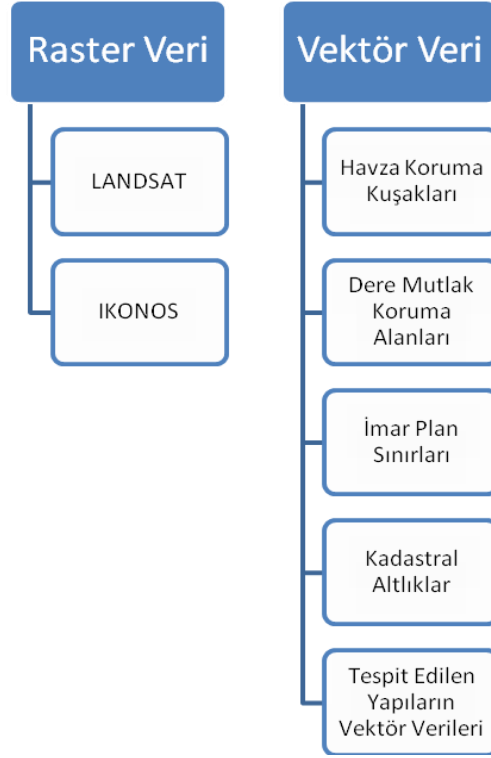 Raster Veri
LANDSAT
IKONOS
Vektör Veri
Havza Koruma
Kuşakları
Dere Mutlak
Koruma
Alanları
İmar Plan
Sınırları
Kadastral
Altlıklar
Tespit Edilen
Yapıların
Vektör Verileri